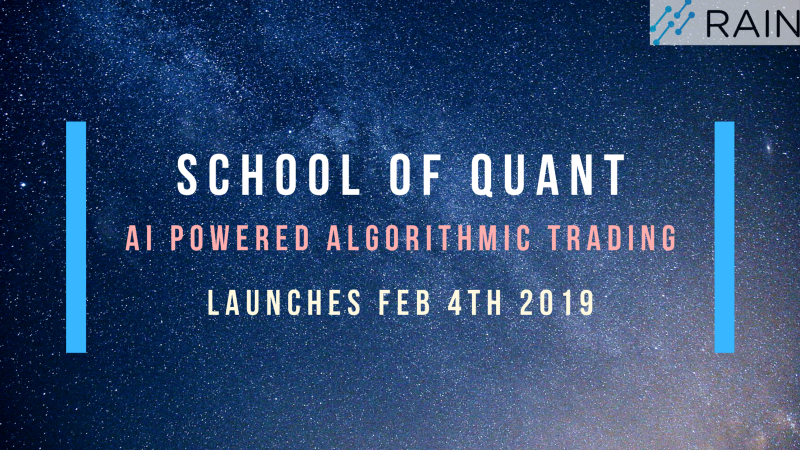 RAIN
SCHOOL OF QUANT
AI POWERED ALGORITHMIC TRADING
LAUNCHES FEB 4TH 2019